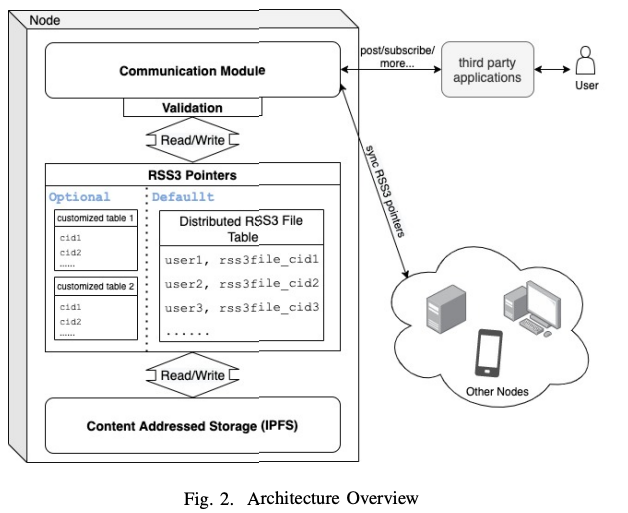 Node
Communication Module
Validation
Read/Write
RSS3 Pointers
Optional
customized table 1
cid1
cid2
......
customized table 2
cid1
cid2
......
Defaullt
Distributed RSS3 File
Table
user1, rss3file_cid1
user2, rss3file_cid2
user3, rss3file_cid3
......
Read/Write
Content Addressed Storage (IPFS)
post/subscribe/
more...
third party
applications
User
sync RSS3 pointers
Other Nodes
Fig. 2. Architecture Overview